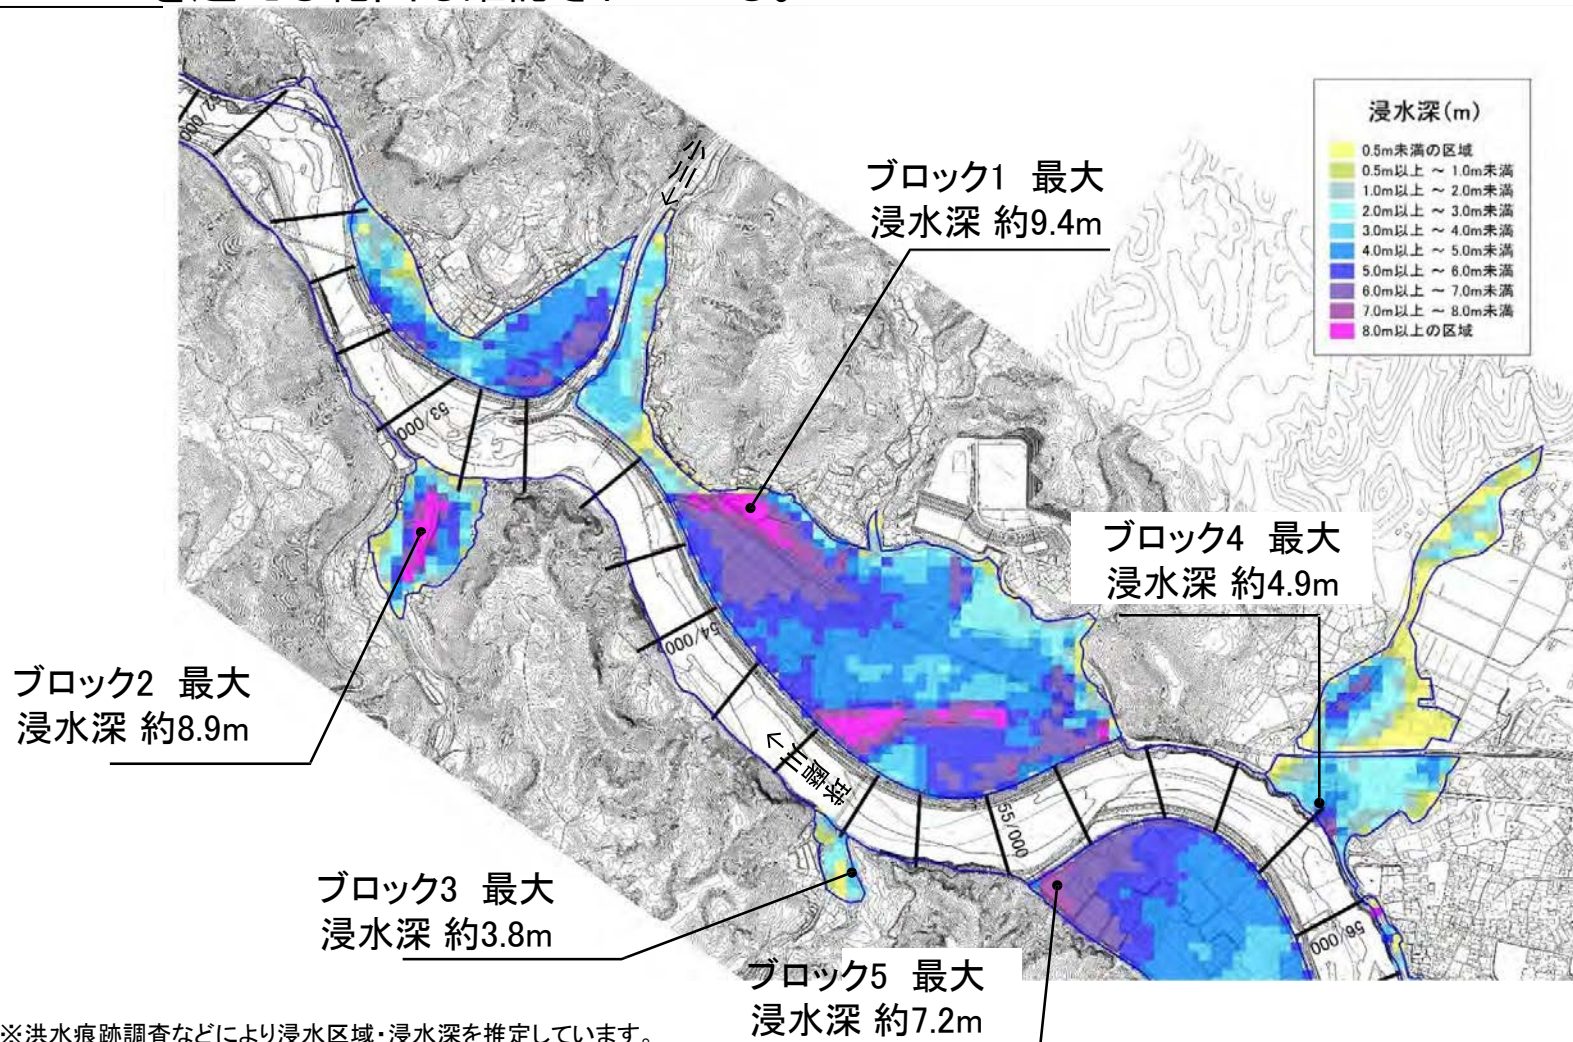 浸水深(m)
0.5m未満の区域
0.5m以上 ～ 1.0m未満
1.0m以上 ～ 2.0m未満
2.0m以上 ～ 3.0m未満
3.0m以上 ～ 4.0m未満
4.0m以上 ～ 5.0m未満
5.0m以上 ～ 6.0m未満
6.0m以上 ～ 7.0m未満
7.0m以上 ～ 8.0m未満
8.0m以上の区域
52/000
小川
ブロック1 最大
浸水深 約9.4m
53/000
ブロック4 最大
浸水深 約4.9m
54/000
ブロック2 最大
浸水深 約8.9m
球磨川
55/000
ブロック3 最大
浸水深 約3.8m
56/000
ブロック5 最大
浸水深 約7.2m
※洪水痕跡調査などにより浸水区域・浸水深を推定しています。